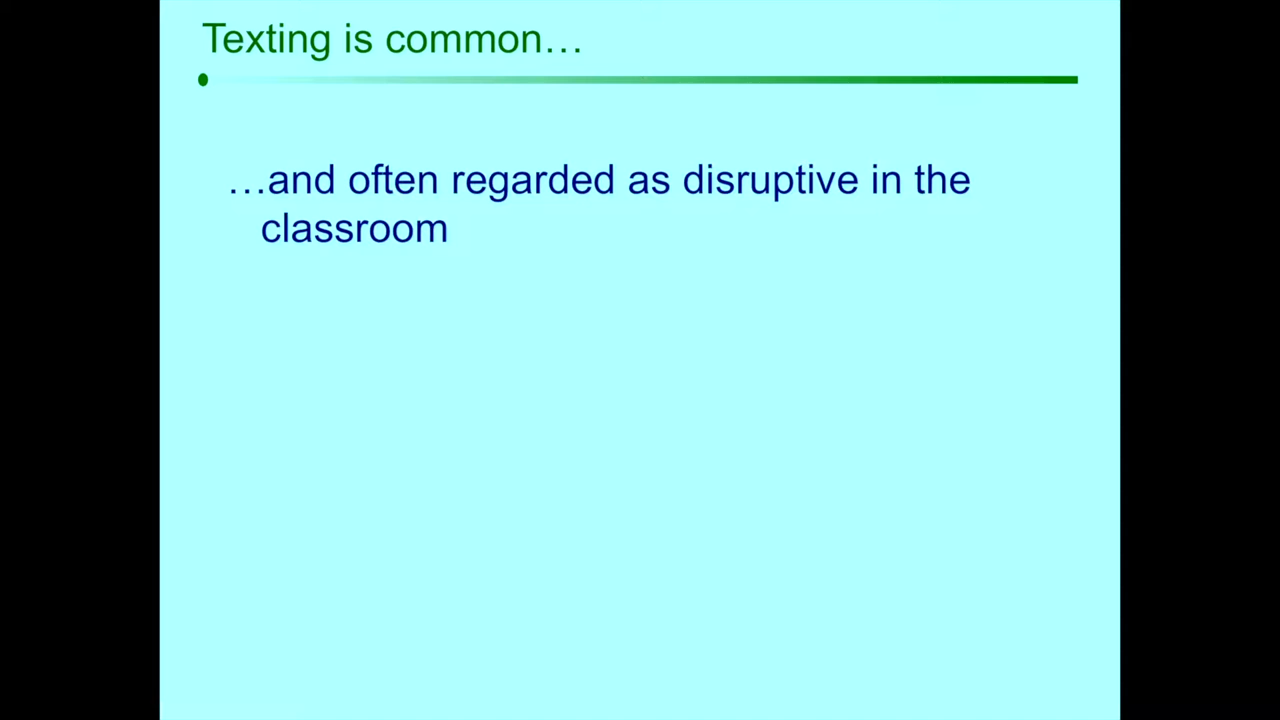 Texting is common…
…and often regarded as disruptive in the
classroom